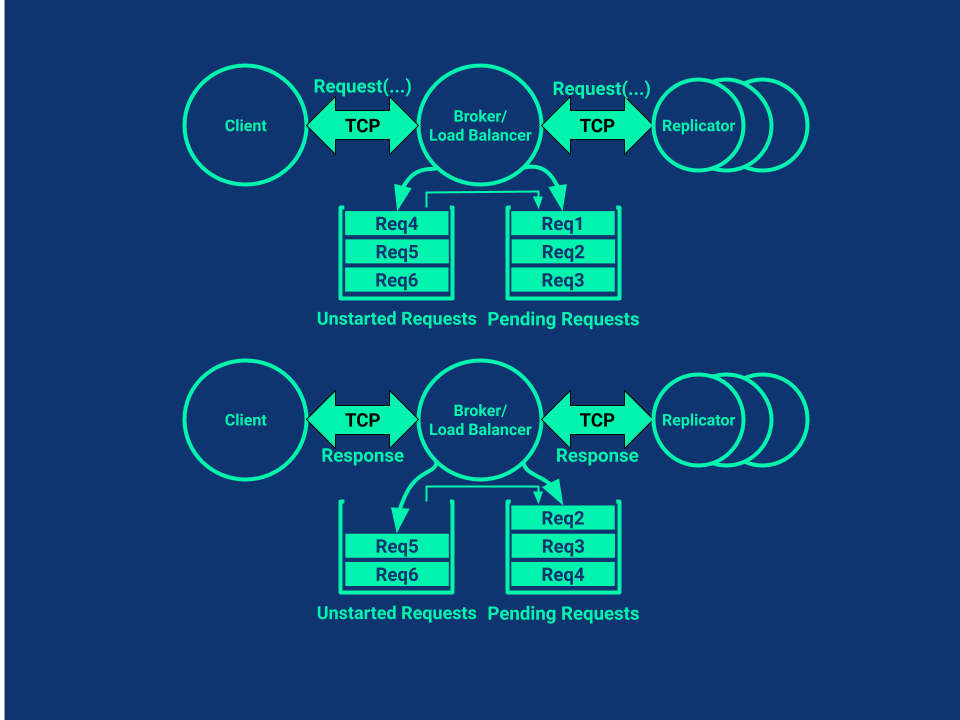 Request(...)
Request(...)
Client
TCP
Broker/
Load Balancer
TCP
Replicator
Req4
Req5
Req6
Req1
Req2
Req3
Unstarted Requests
Pending Requests
Client
TCP
Broker/
Load Balancer
TCP
Replicator
Response
Response
Req5
Req6
Req2
Req3
Req4
Unstarted Requests
Pending Requests